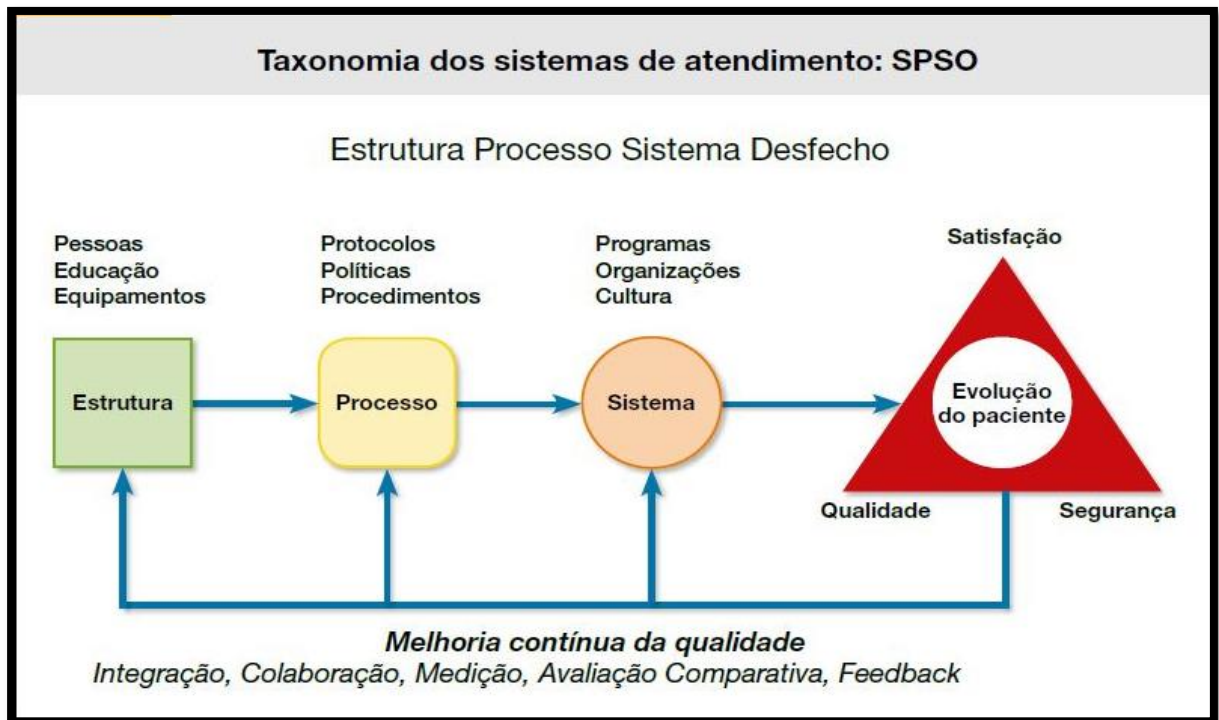 Taxonomia dos sistemas de atendimento: SPSO
Estrutura Processo Sistema Desfecho
Pessoas
Educação
Equipamentos
Protocolos
Políticas
Procedimentos
Programas
Organizações
Cultura
Satisfação
Estrutura
Processo
Sistema
Evolução
do paciente
Qualidade
Segurança
Melhoria contínua da qualidade
Integração, Colaboração, Medição, Avaliação Comparativa, Feedback